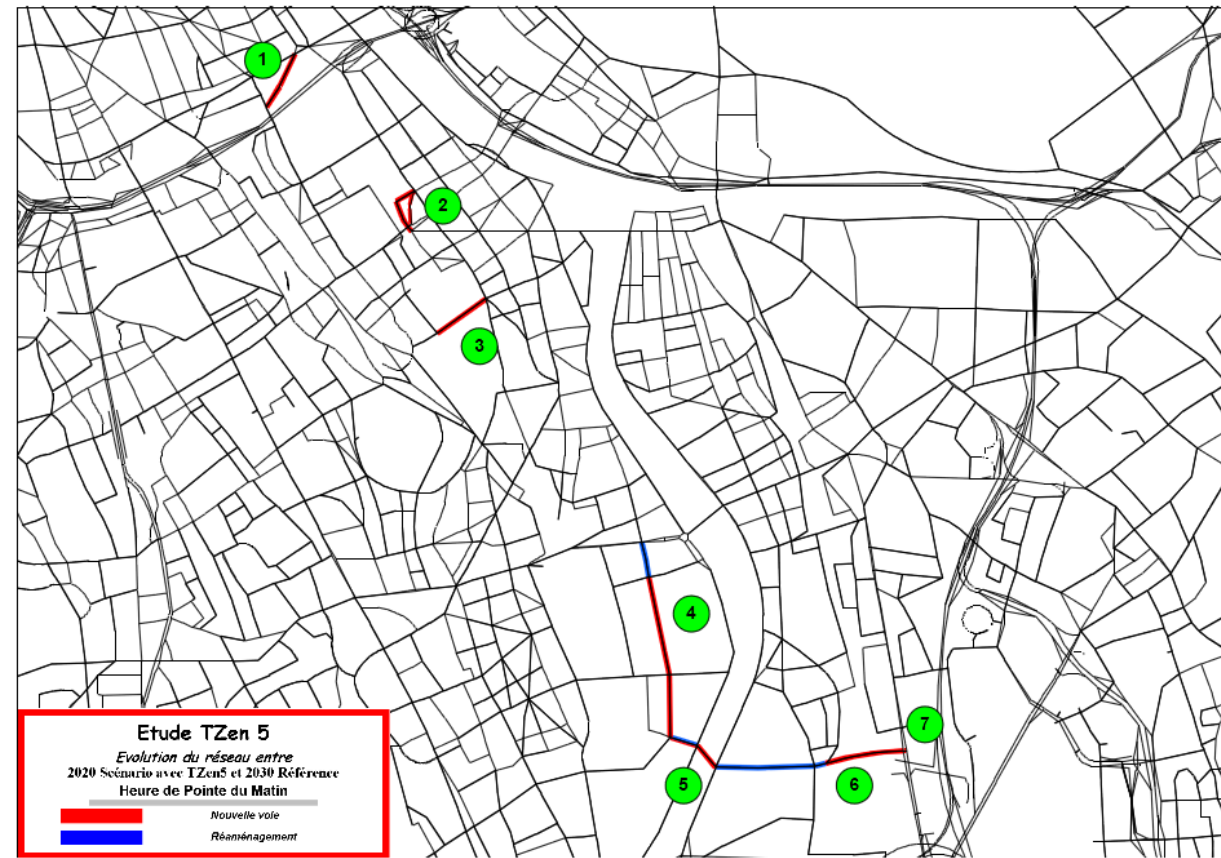 1
2
3
4
5
6
7
Etude TZen 5
Evolution du réseau entre
2020 Scénario avec TZen5 et 2030 Référence
Heure de Pointe du Matin
Nouvelle voie
Réaménagement